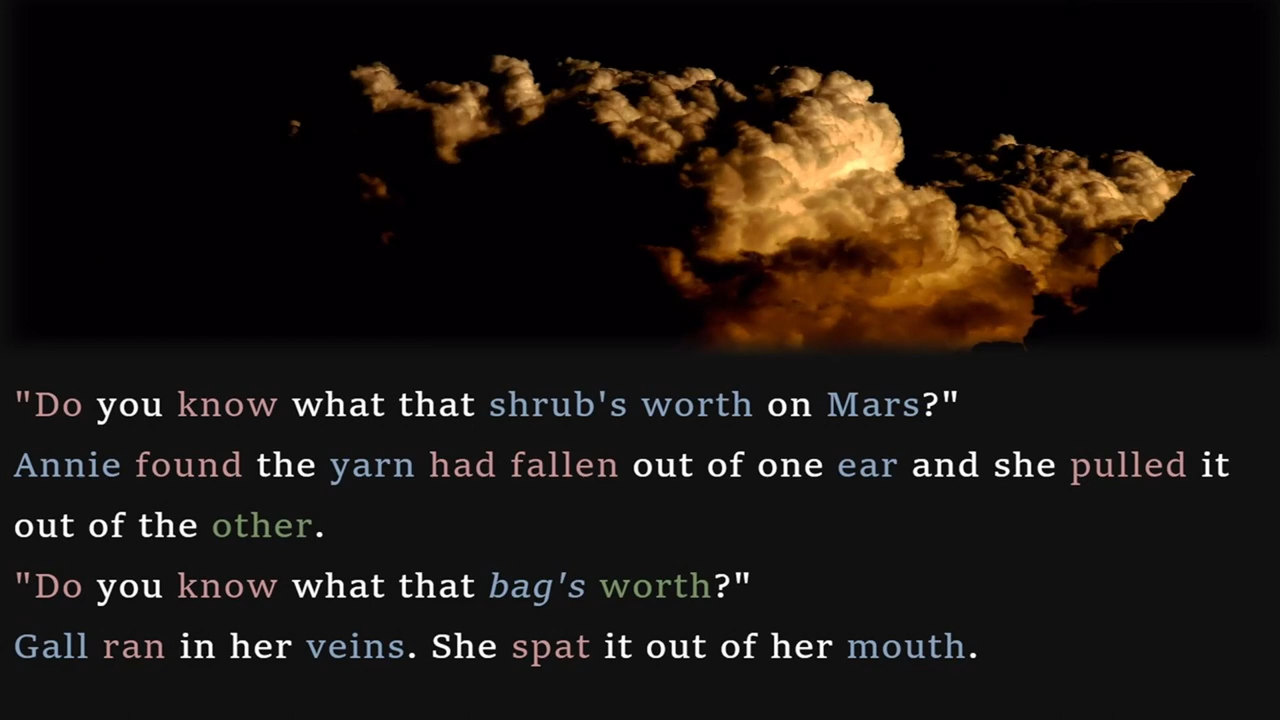 "Do you know what that shrub's worth on Mars?"
Annie found the yarn had fallen out of one ear and she pulled it
out of the other.
"Do you know what that bag's worth?"
Gall ran in her veins. She spat it out of her mouth.